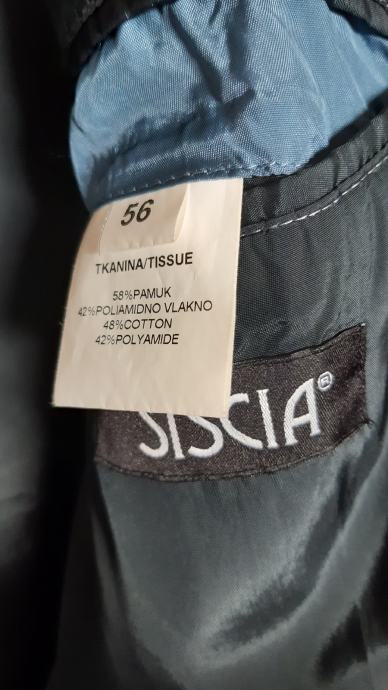 56
TKANINA/TISSUE
58%PAMUK
42%POLIAMIDNO VLAKNO
48%COTTON
42%POLYAMIDE
SISCIA®